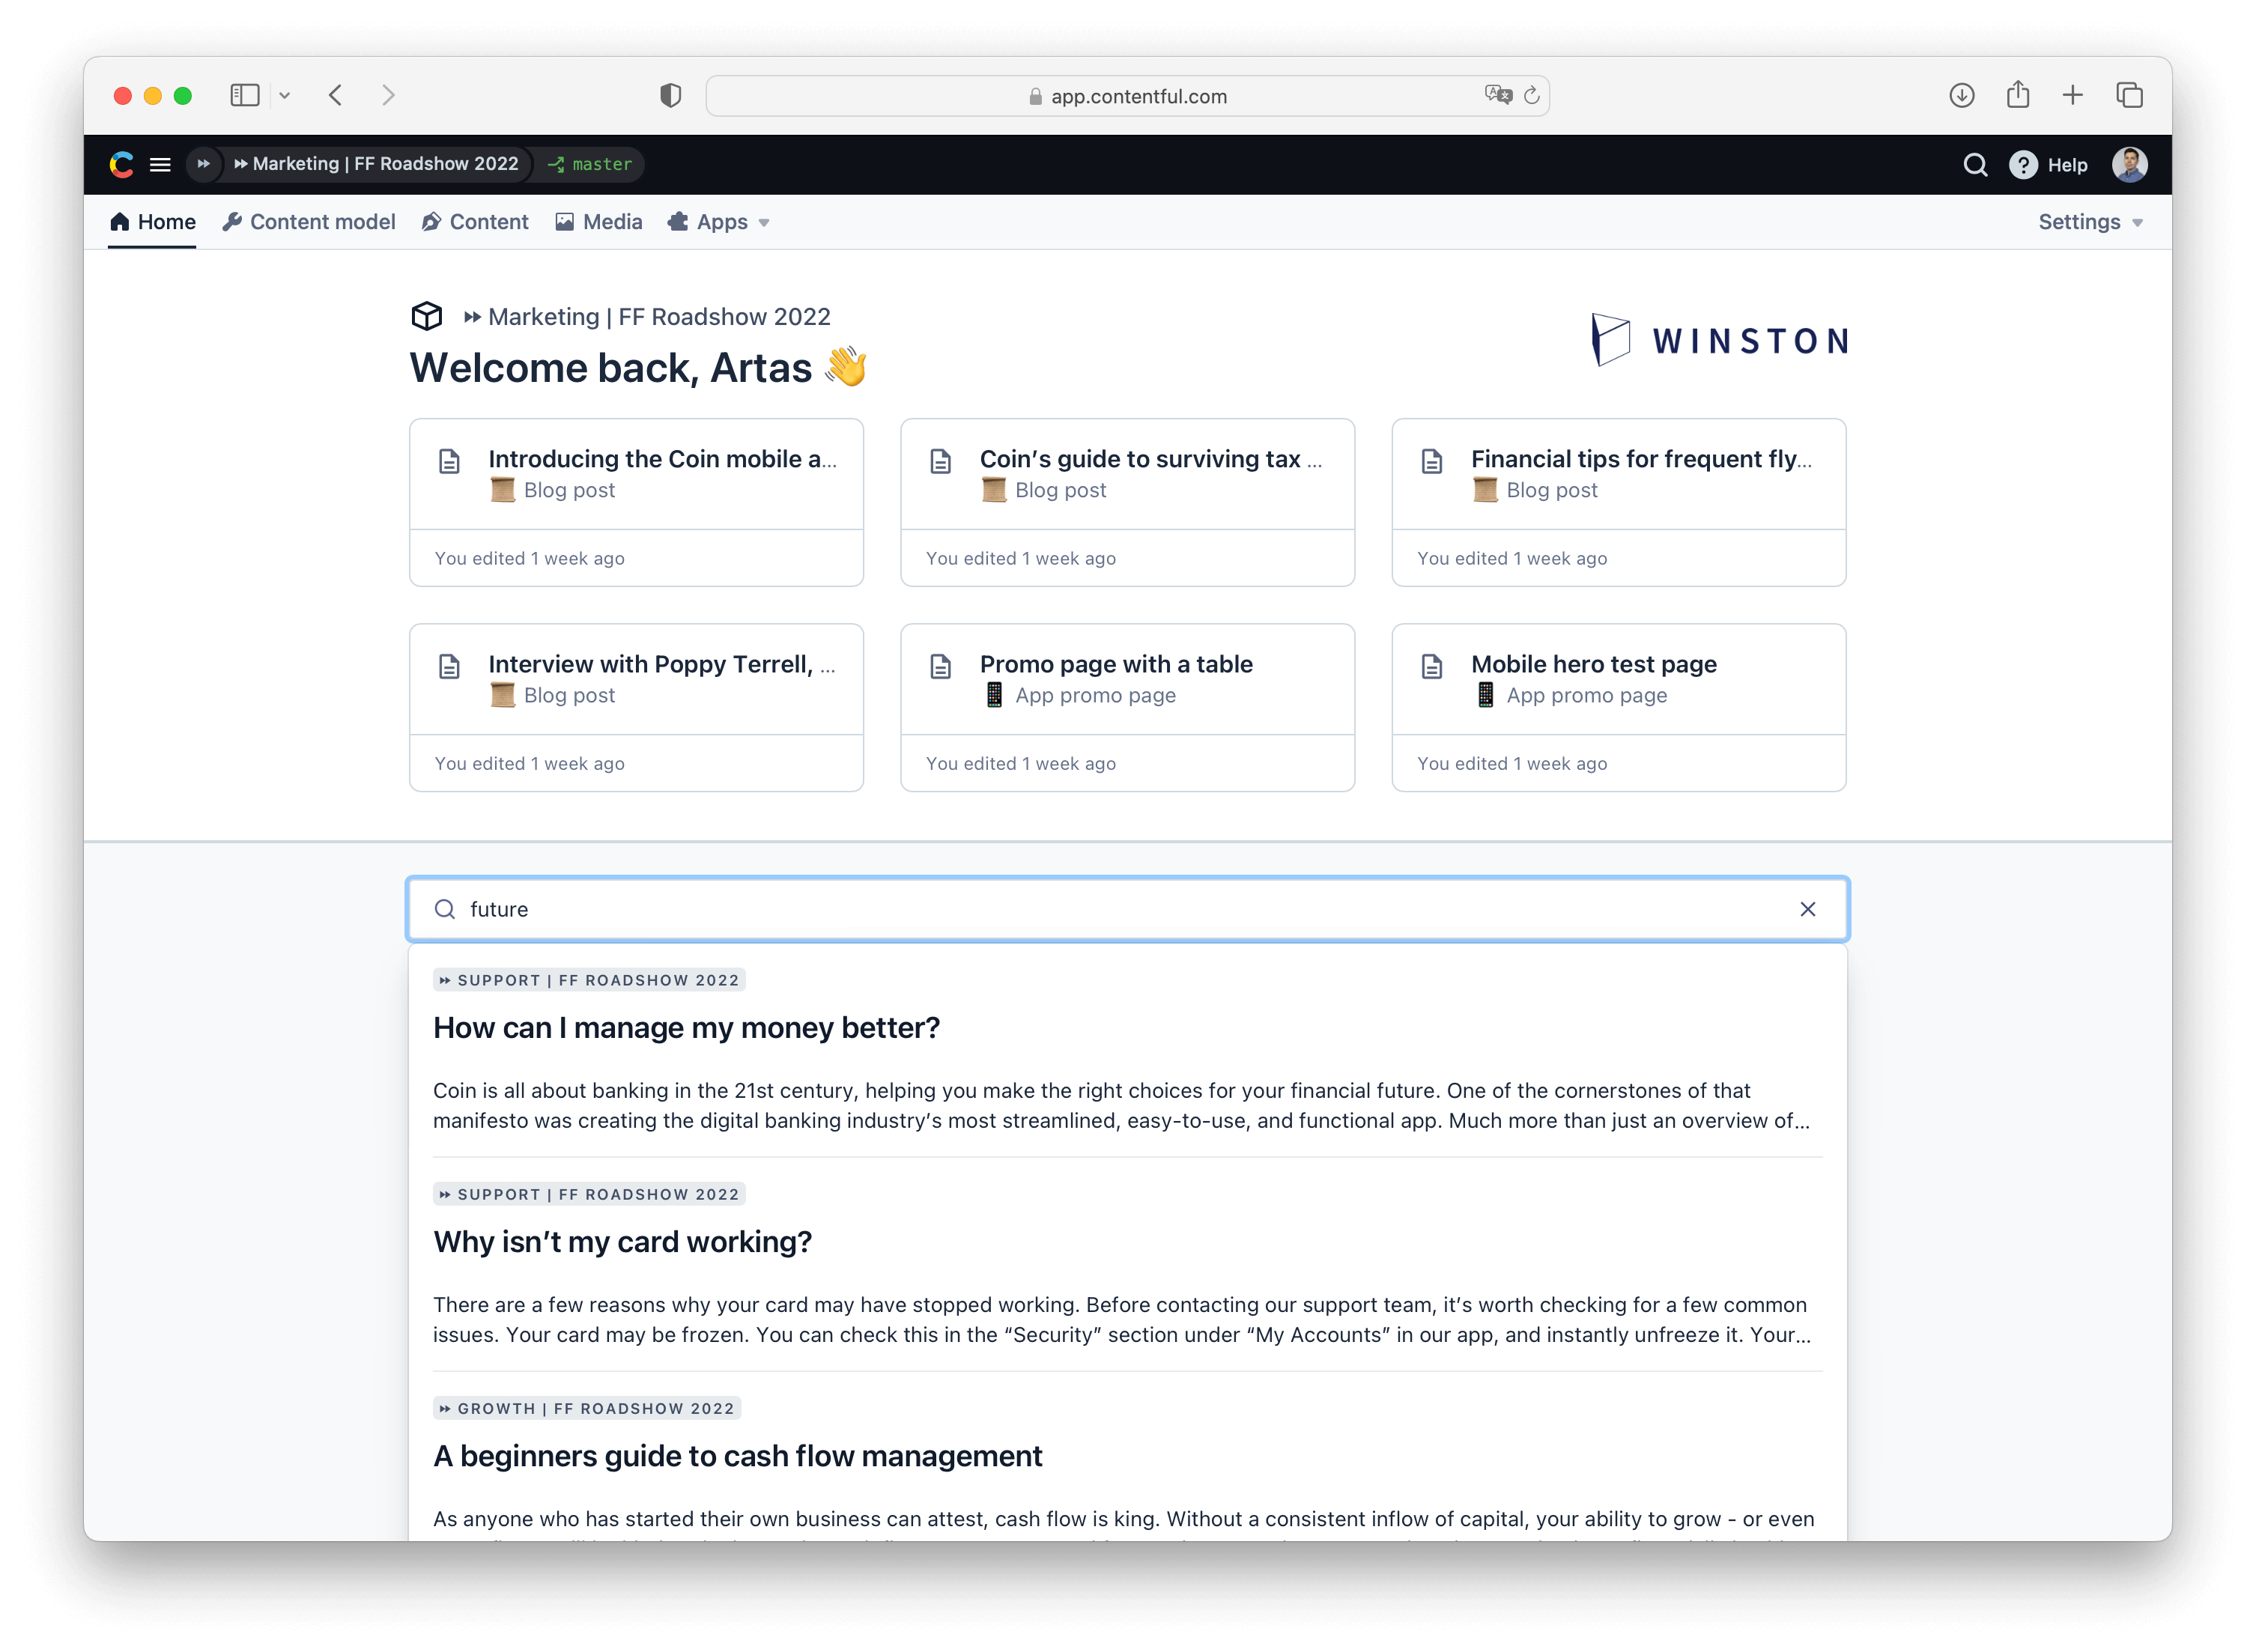 app.contentful.com
Marketing | FF Roadshow 2022
master
Help
Home
Content model
Content
Media
Apps
Settings
Marketing | FF Roadshow 2022
WINSTON
Welcome back, Artas
Introducing the Coin mobile a...
Blog post
You edited 1 week ago
Coin’s guide to surviving tax ...
Blog post
You edited 1 week ago
Financial tips for frequent fly...
Blog post
You edited 1 week ago
Interview with Poppy Terrell, ...
Blog post
You edited 1 week ago
Promo page with a table
App promo page
You edited 1 week ago
Mobile hero test page
App promo page
You edited 1 week ago
future
SUPPORT | FF ROADSHOW 2022
How can I manage my money better?
Coin is all about banking in the 21st century, helping you make the right choices for your financial future. One of the cornerstones of that
manifesto was creating the digital banking industry’s most streamlined, easy-to-use, and functional app. Much more than just an overview of...
SUPPORT | FF ROADSHOW 2022
Why isn’t my card working?
There are a few reasons why your card may have stopped working. Before contacting our support team, it’s worth checking for a few common
issues. Your card may be frozen. You can check this in the “Security” section under “My Accounts” in our app, and instantly unfreeze it. Your...
GROWTH | FF ROADSHOW 2022
A beginners guide to cash flow management
As anyone who has started their own business can attest, cash flow is king. Without a consistent inflow of capital, your ability to grow - or even